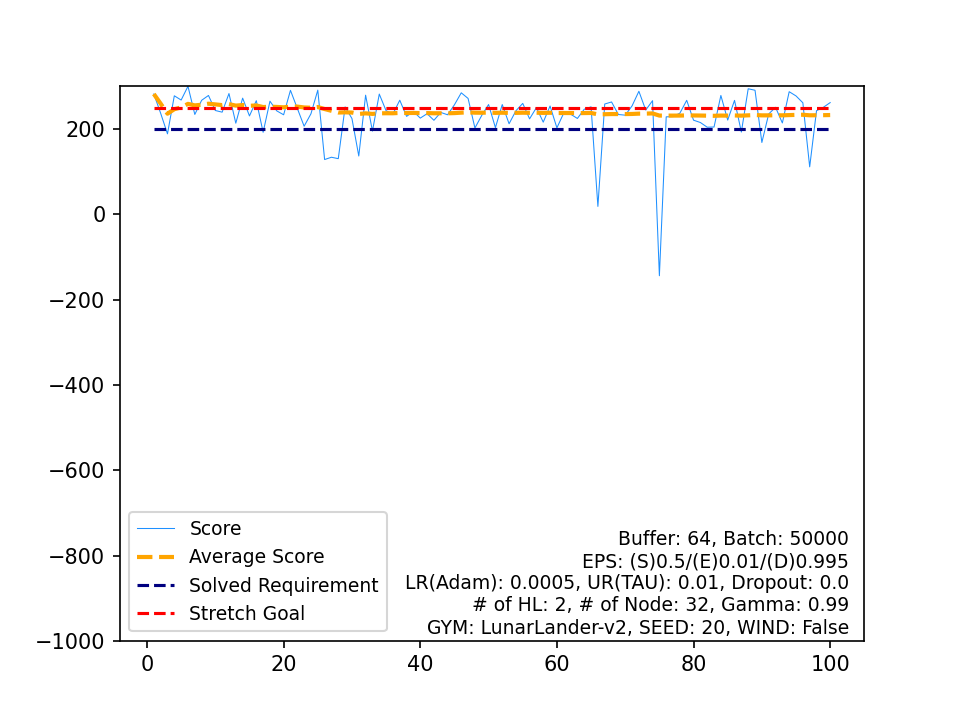 200
0
−200
−400
−600
−800
−1000
0 20 40 60 80 100
Score
Average Score
Solved Requirement
Stretch Goal
Buffer: 64, Batch: 50000
EPS: (S)0.5/(E)0.01/(D)0.995
LR(Adam): 0.0005, UR(TAU): 0.01, Dropout: 0.0
# of HL: 2, # of Node: 32, Gamma: 0.99
GYM: LunarLander-v2, SEED: 20, WIND: False